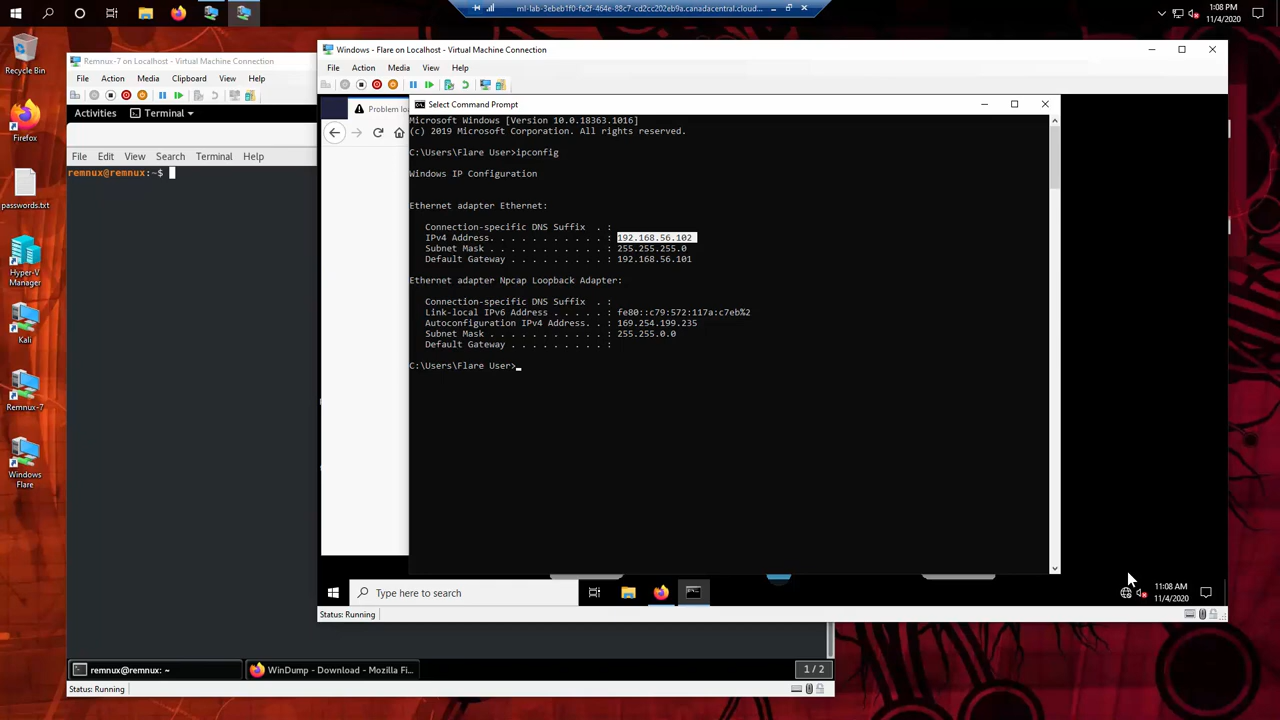 ml-lab-3ebeb1f0-fe2f-464e-88c7-cd2cc202eb9a.canadacentral.cloud...
1:08 PM
11/4/2020
Recycle Bin
Firefox
passwords.txt
Hyper-V
Manager
Kali
Remnux-7
Windows
Flare
Remnux-7 on Localhost - Virtual Machine Connection
File Action Media Clipboard View Help
Activities Terminal
File Edit View Search Terminal Help
remnux@remnux:~$
remnux@remnux: ~
WinDump - Download - Mozilla Fi...
1 / 2
Status: Running
Windows - Flare on Localhost - Virtual Machine Connection
File Action Media View Help
Problem lo
Select Command Prompt
Microsoft Windows [Version 10.0.18363.1016]
(c) 2019 Microsoft Corporation. All rights reserved.
C:\Users\Flare User>ipconfig
Windows IP Configuration
Ethernet adapter Ethernet:
Connection-specific DNS Suffix . :
IPv4 Address. . . . . . . . . . . : 192.168.56.102
Subnet Mask . . . . . . . . . . . : 255.255.255.0
Default Gateway . . . . . . . . . : 192.168.56.101
Ethernet adapter Npcap Loopback Adapter:
Connection-specific DNS Suffix . :
Link-local IPv6 Address . . . . . : fe80::c79:572:117a:c7eb%2
Autoconfiguration IPv4 Address. . : 169.254.199.235
Subnet Mask . . . . . . . . . . . : 255.255.0.0
Default Gateway . . . . . . . . . :
C:\Users\Flare User>_
Type here to search
11:08 AM
11/4/2020
Status: Running